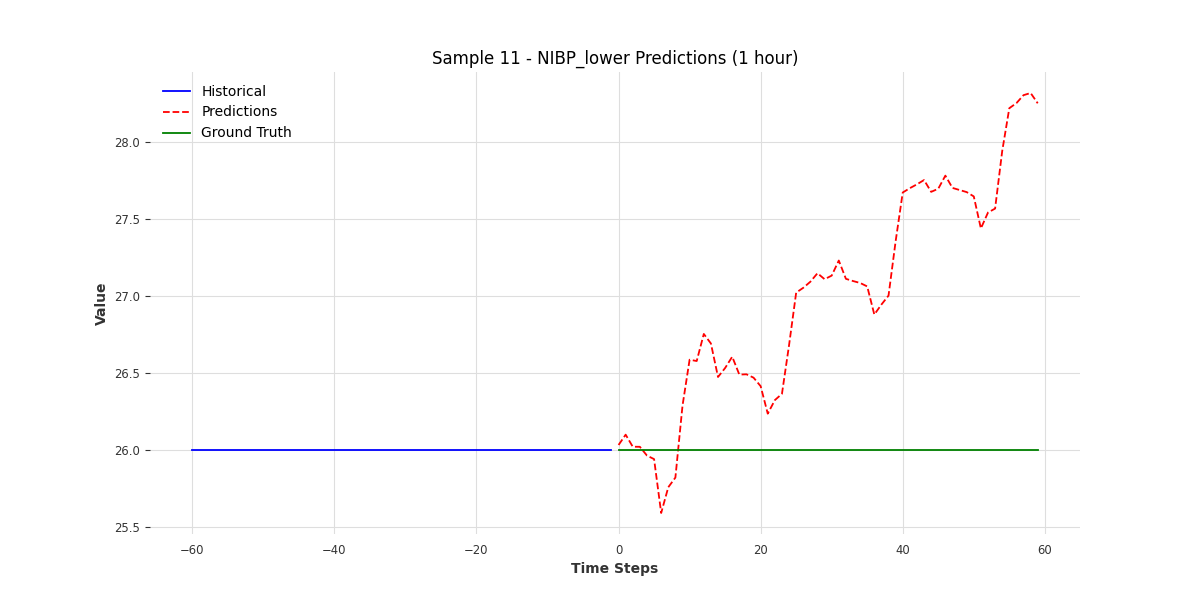 Sample 11 - NIBP_lower Predictions (1 hour)
Historical
Predictions
Ground Truth
28.0
27.5
27.0
26.5
26.0
25.5
Value
−60
−40
−20
0
20
40
60
Time Steps